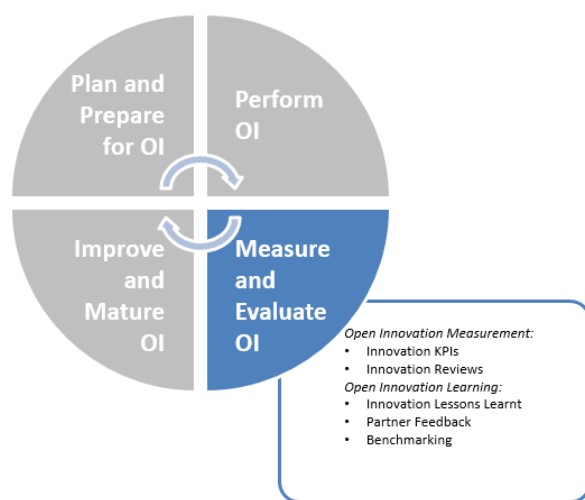 Plan and
Prepare
for OI
Perform
OI
Improve
and
Mature
OI
Measure
and
Evaluate
OI
Open Innovation Measurement:
• Innovation KPIs
• Innovation Reviews
Open Innovation Learning:
• Innovation Lessons Learnt
• Partner Feedback
• Benchmarking